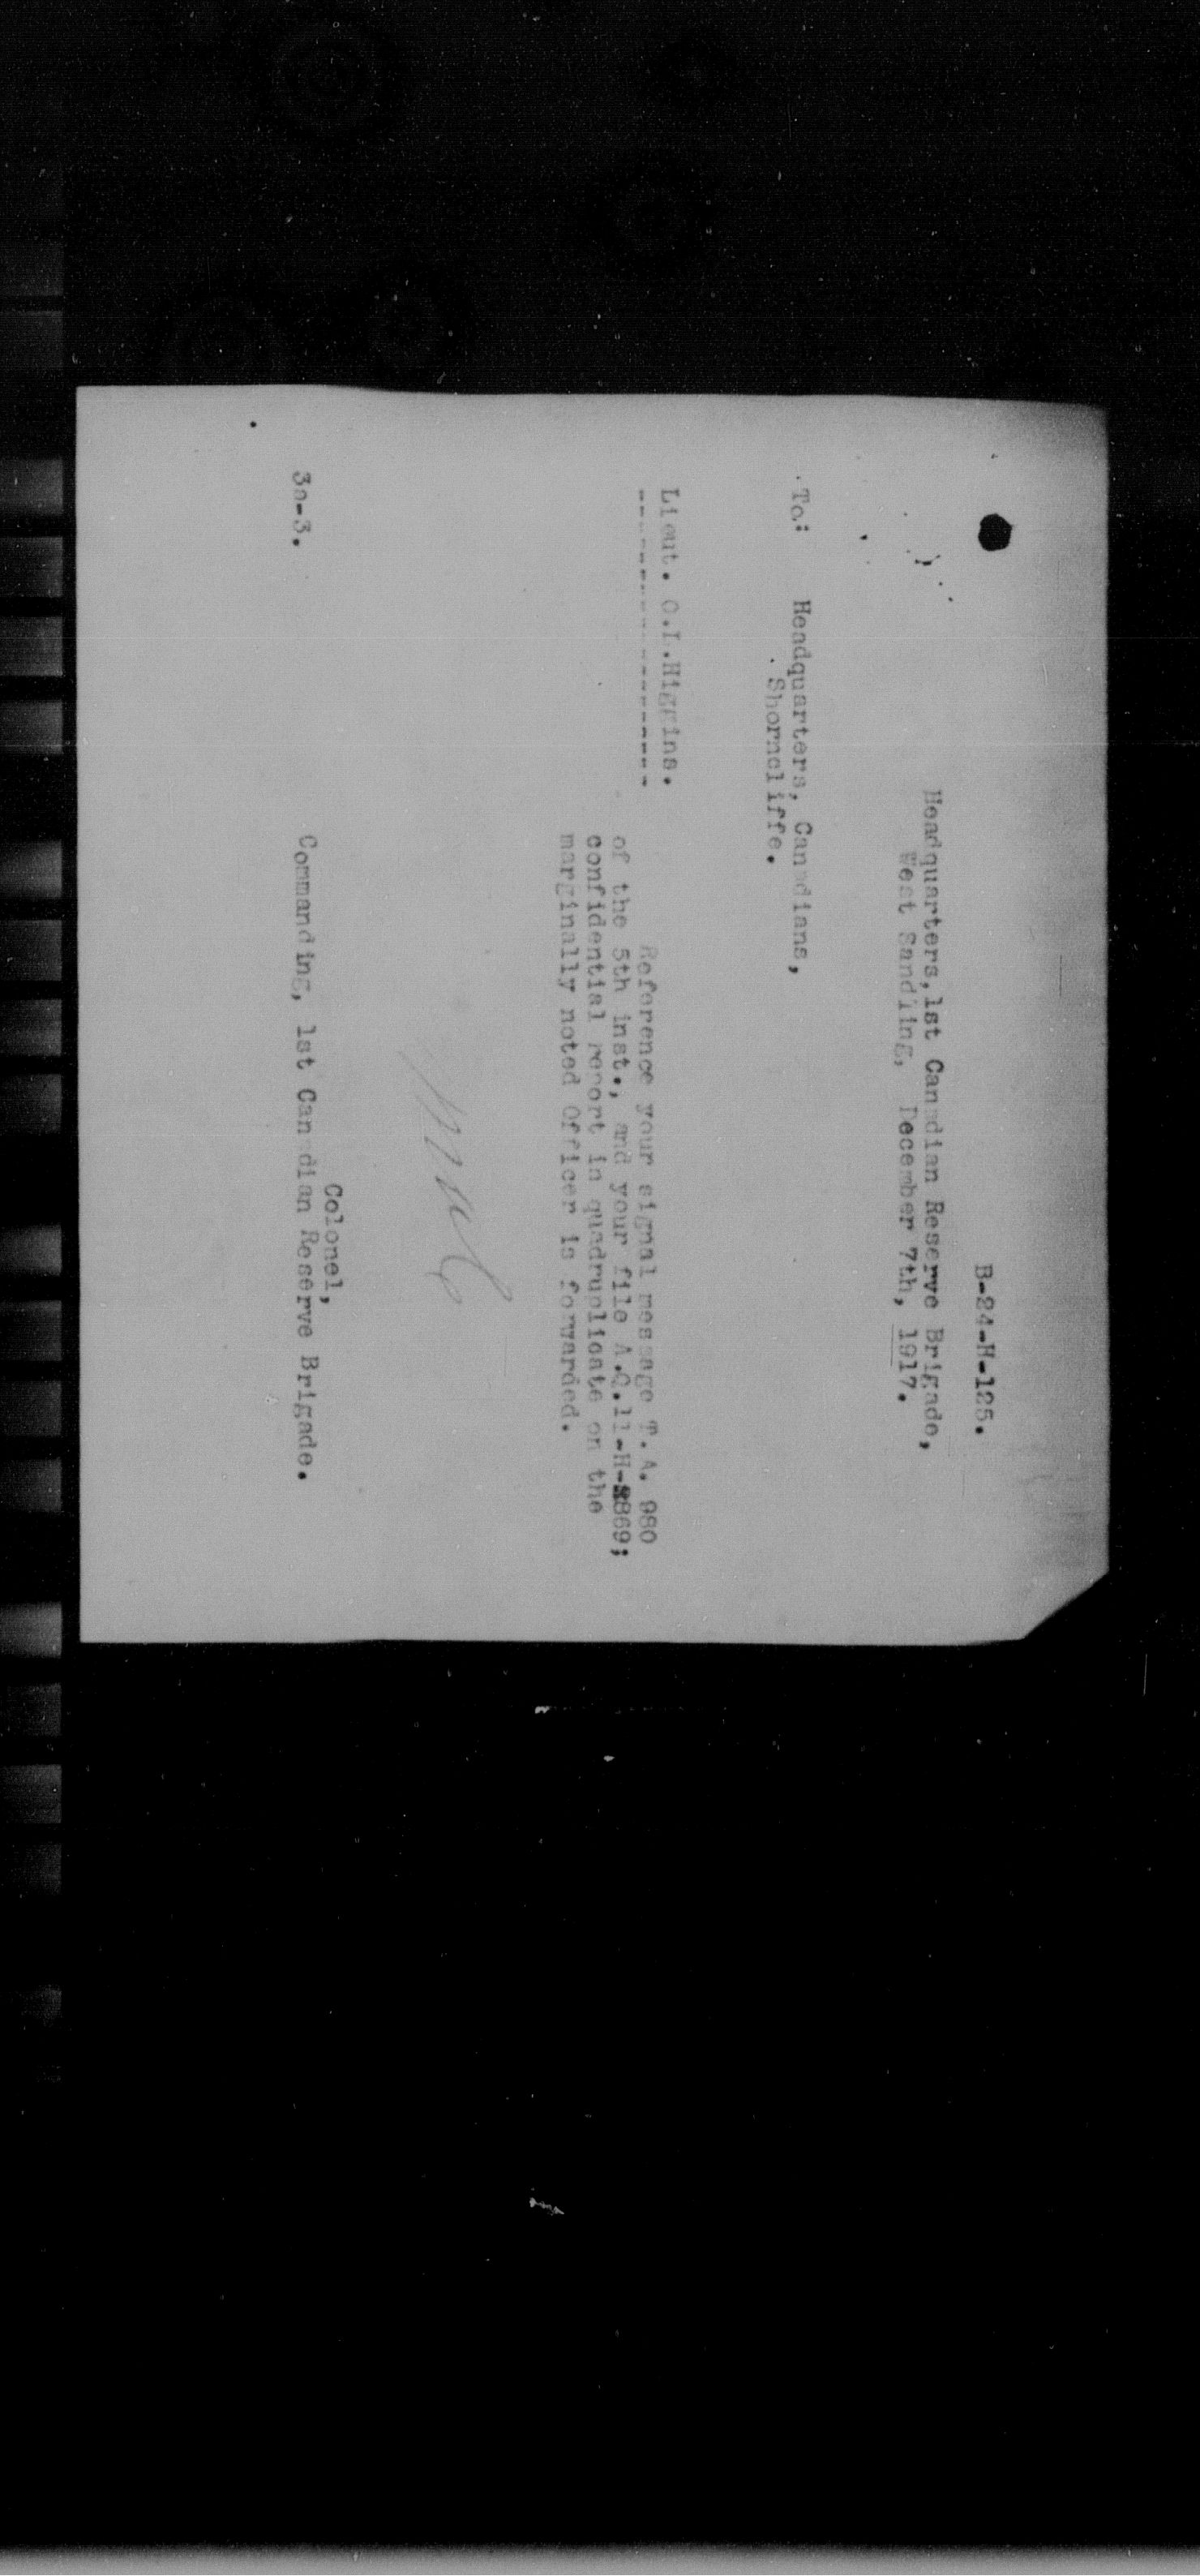 B-24-H-125.
Headquarters,1st Canadian Reserve Brigade,
West Sandling, December 7th, 1917.
To: Headquarters, Canadians,
Shorncliffe.
Lieut. C.L.Higgins.
-------------------
Reference your signal message T.A. 980
of the 5th inst., and your file A.C.11-H-869;
confidential report in quadruplicate on the
marginally noted Officer is forwarded.
Colonel,
3a-3. Commanding, 1st Canadian Reserve Brigade.